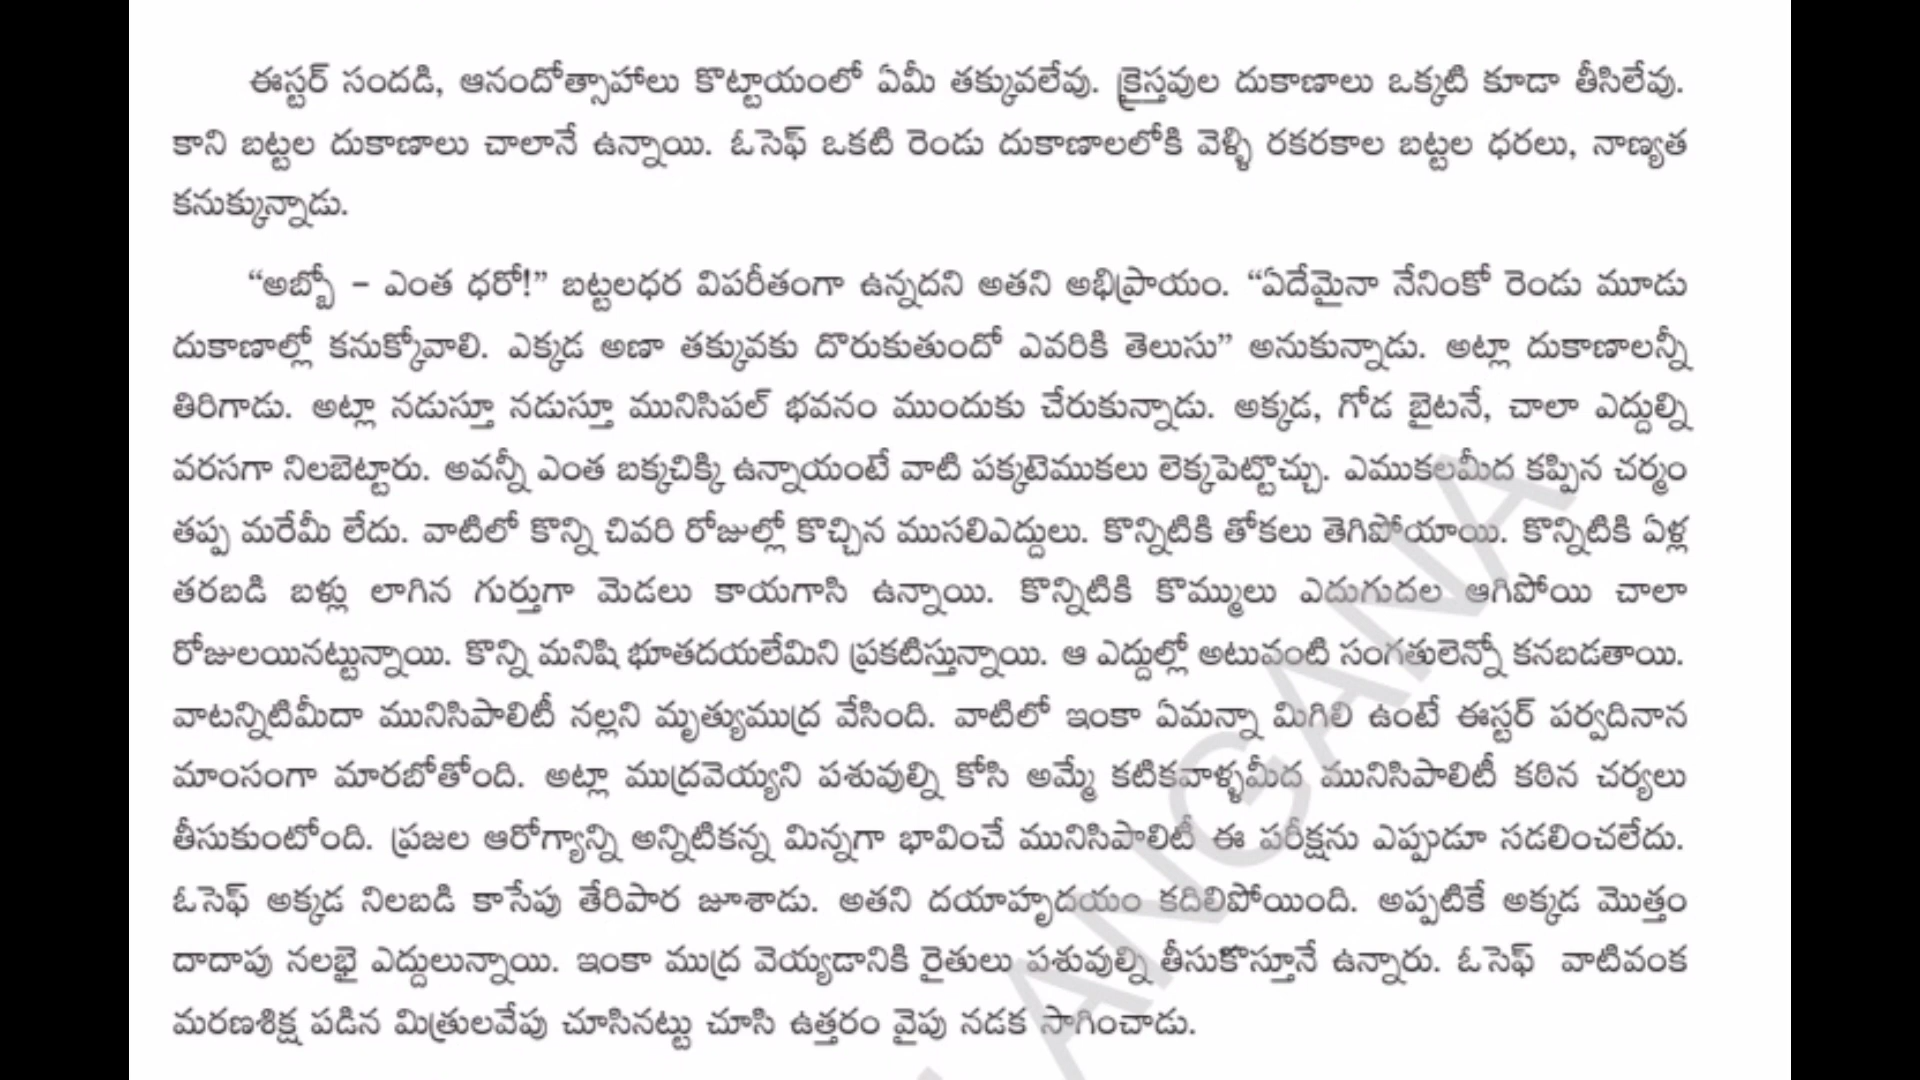 ఈస్టర్ సందడి, ఆనందోత్సాహాలు కొట్టాయంలో ఏమీ తక్కువలేవు. క్రైస్తవుల దుకాణాలు ఒక్కటి కూడా తీసిలేవు.
కాని బట్టల దుకాణాలు చాలానే ఉన్నాయి. ఓసెఫ్ ఒకటి రెండు దుకాణాలలోకి వెళ్ళి రకరకాల బట్టల ధరలు, నాణ్యత
కనుక్కున్నాడు.
“అబ్బో – ఎంత ధరో!” బట్టలధర విపరీతంగా ఉన్నదని అతని అభిప్రాయం. “ఏదేమైనా నేనింకో రెండు మూడు
దుకాణాల్లో కనుక్కోవాలి. ఎక్కడ అణా తక్కువకు దొరుకుతుందో ఎవరికి తెలుసు” అనుకున్నాడు. అట్లా దుకాణాలన్నీ
తిరిగాడు. అట్లా నడుస్తూ నడుస్తూ మునిసిపల్ భవనం ముందుకు చేరుకున్నాడు. అక్కడ, గోడ బైటనే, చాలా ఎద్దుల్ని
వరసగా నిలబెట్టారు. అవన్నీ ఎంత బక్కచిక్కి ఉన్నాయంటే వాటి పక్కటెముకలు లెక్కపెట్టొచ్చు. ఎముకలమీద కప్పిన చర్మం
తప్ప మరేమీ లేదు. వాటిలో కొన్ని చివరి రోజుల్లో కొచ్చిన ముసలిఎద్దులు. కొన్నిటికి తోకలు తెగిపోయాయి. కొన్నిటికి ఏళ్ల
తరబడి బళ్లు లాగిన గుర్తుగా మెడలు కాయగాసి ఉన్నాయి. కొన్నిటికి కొమ్ములు ఎదుగుదల ఆగిపోయి చాలా
రోజులయినట్టున్నాయి. కొన్ని మనిషి భూతదయలేమిని ప్రకటిస్తున్నాయి. ఆ ఎద్దుల్లో అటువంటి సంగతులెన్నో కనబడతాయి.
వాటన్నిటిమీదా మునిసిపాలిటీ నల్లని మృత్యుముద్ర వేసింది. వాటిలో ఇంకా ఏమన్నా మిగిలి ఉంటే ఈస్టర్ పర్వదినాన
మాంసంగా మారబోతోంది. అట్లా ముద్రవెయ్యని పశువుల్ని కోసి అమ్మే కటికవాళ్ళమీద మునిసిపాలిటీ కఠిన చర్యలు
తీసుకుంటోంది. ప్రజల ఆరోగ్యాన్ని అన్నిటికన్న మిన్నగా భావించే మునిసిపాలిటీ ఈ పరీక్షను ఎప్పుడూ సడలించలేదు.
ఓసెఫ్ అక్కడ నిలబడి కాసేపు తేరిపార జూశాడు. అతని దయాహృదయం కదిలిపోయింది. అప్పటికే అక్కడ మొత్తం
దాదాపు నలభై ఎద్దులున్నాయి. ఇంకా ముద్ర వెయ్యడానికి రైతులు పశువుల్ని తీసుకొస్తూనే ఉన్నారు. ఓసెఫ్ వాటివంక
మరణశిక్ష పడిన మిత్రులవేపు చూసినట్టు చూసి ఉత్తరం వైపు నడక సాగించాడు.
ANGANA